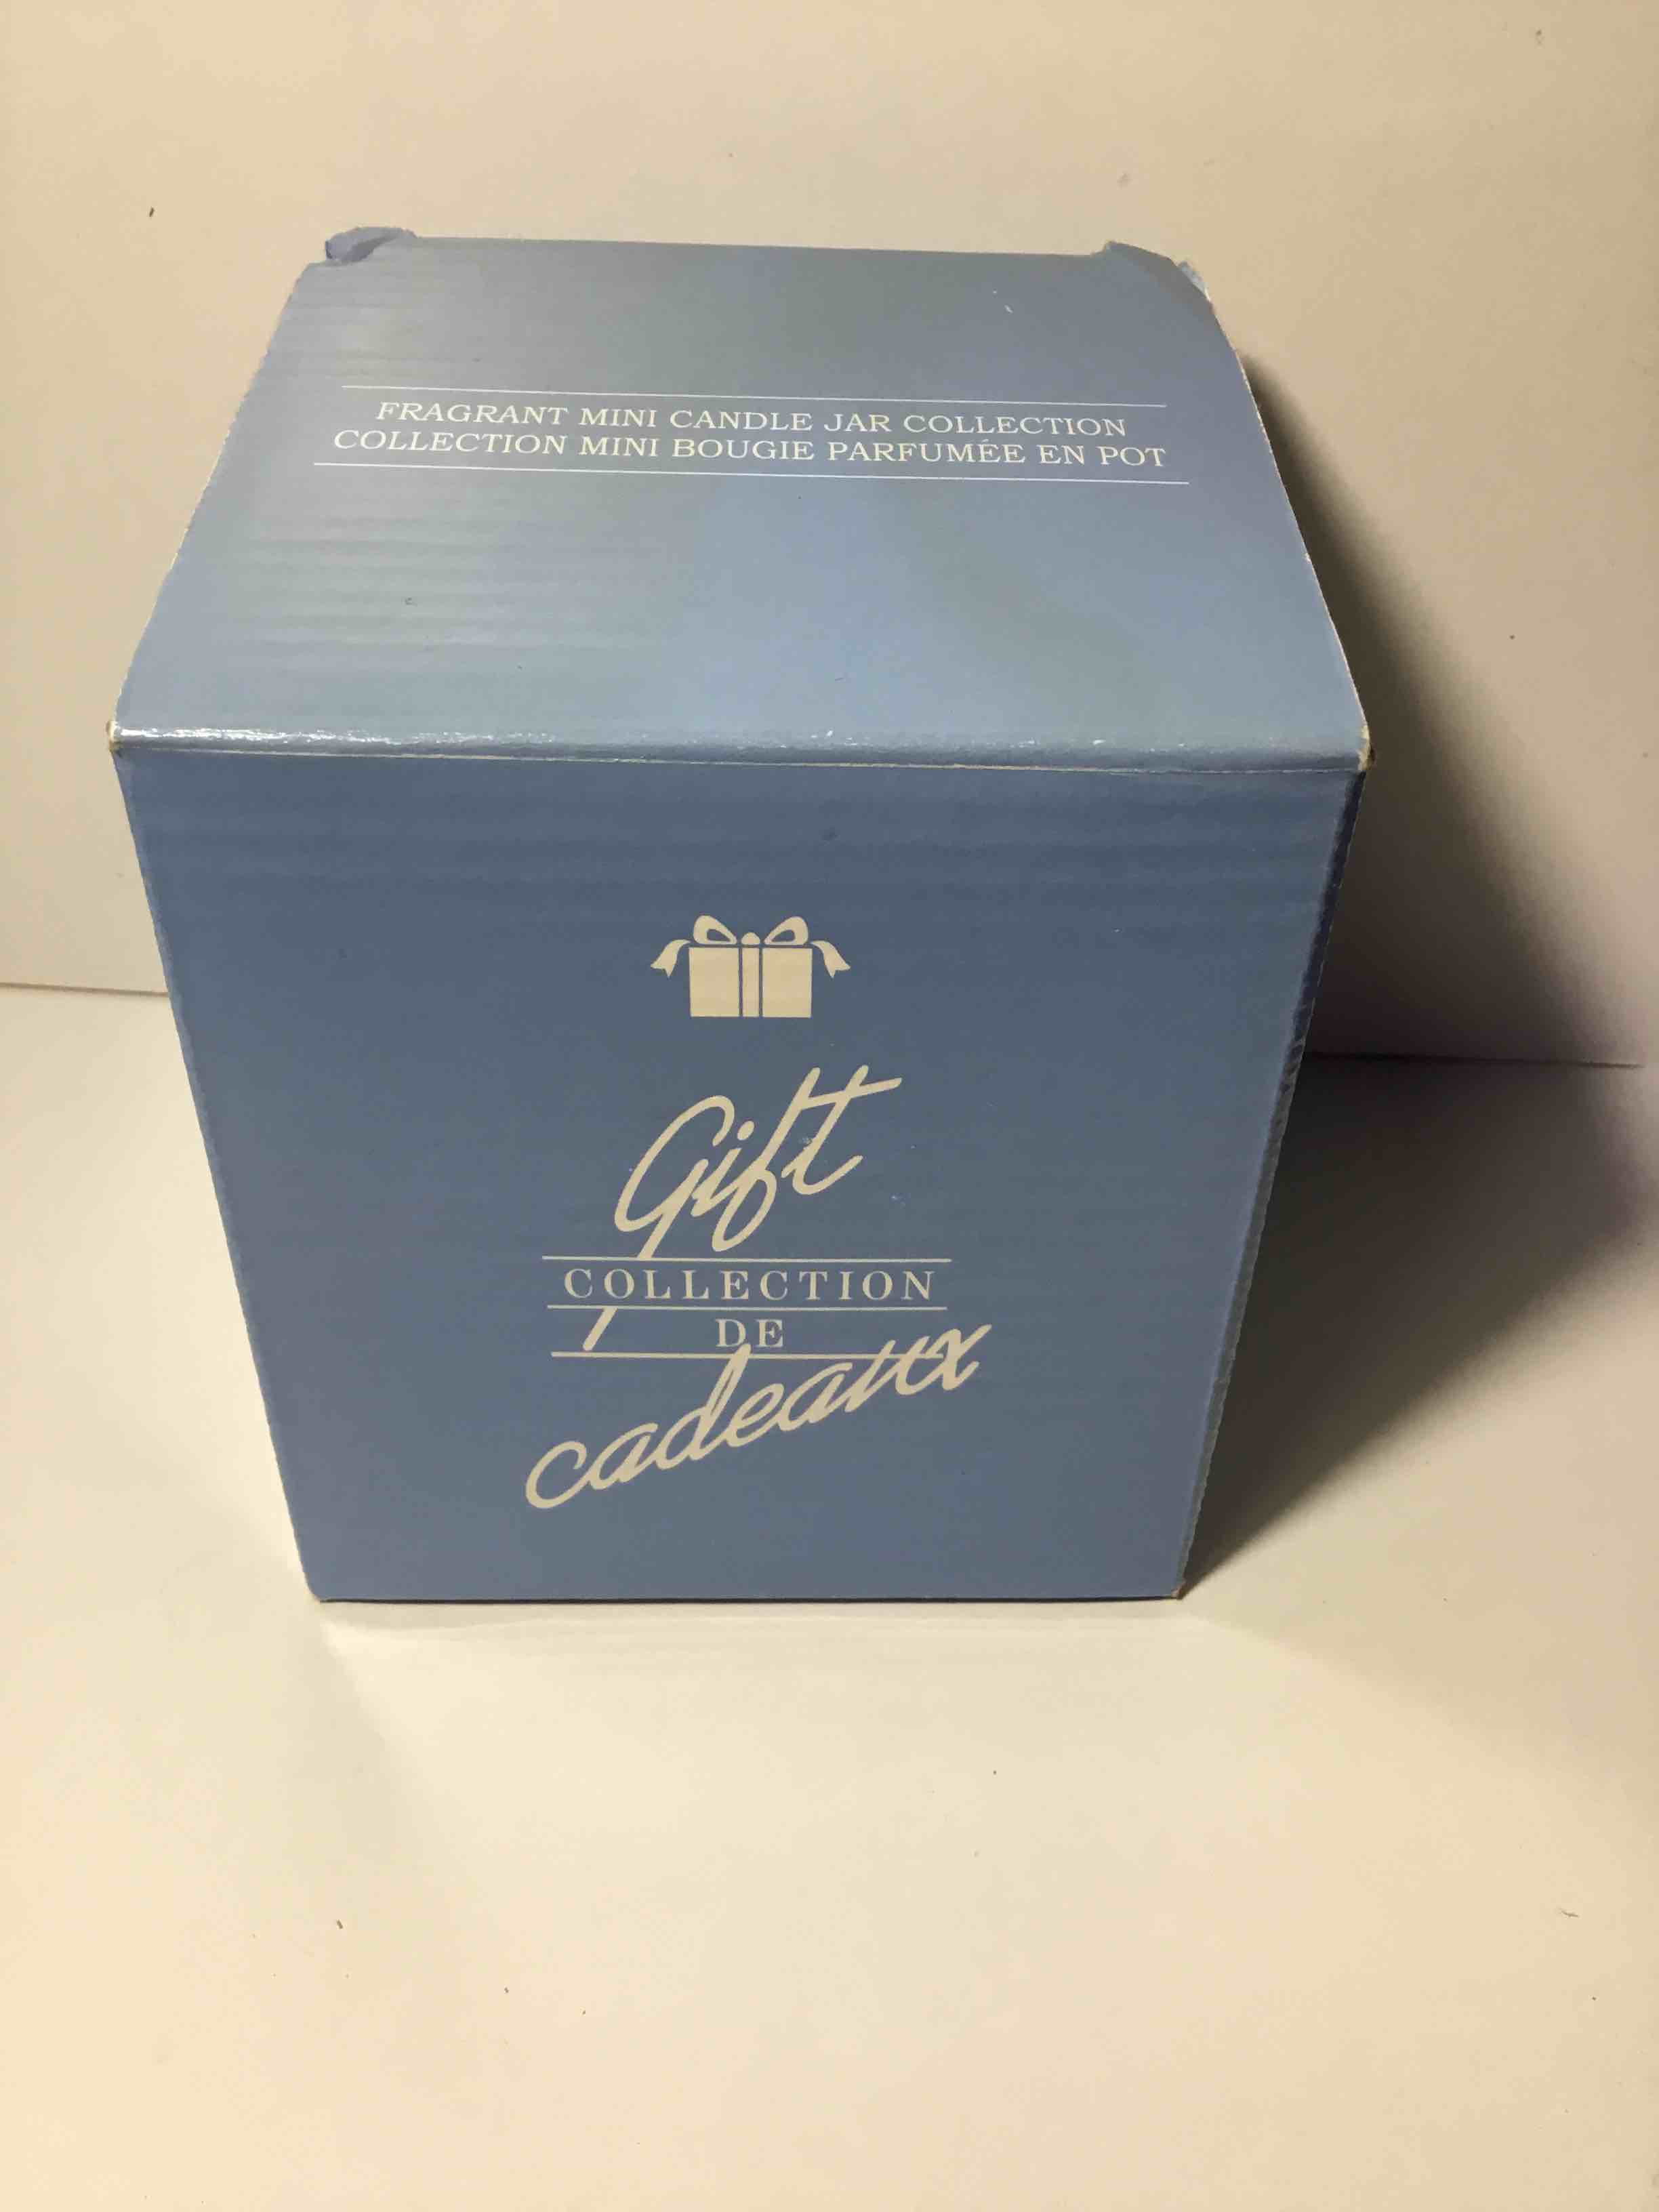 FRAGRANT MINI CANDLE JAR COLLECTION
COLLECTION MINI BOUGIE PARFUMÉE EN POT
Gift
COLLECTION
DE
cadeaux